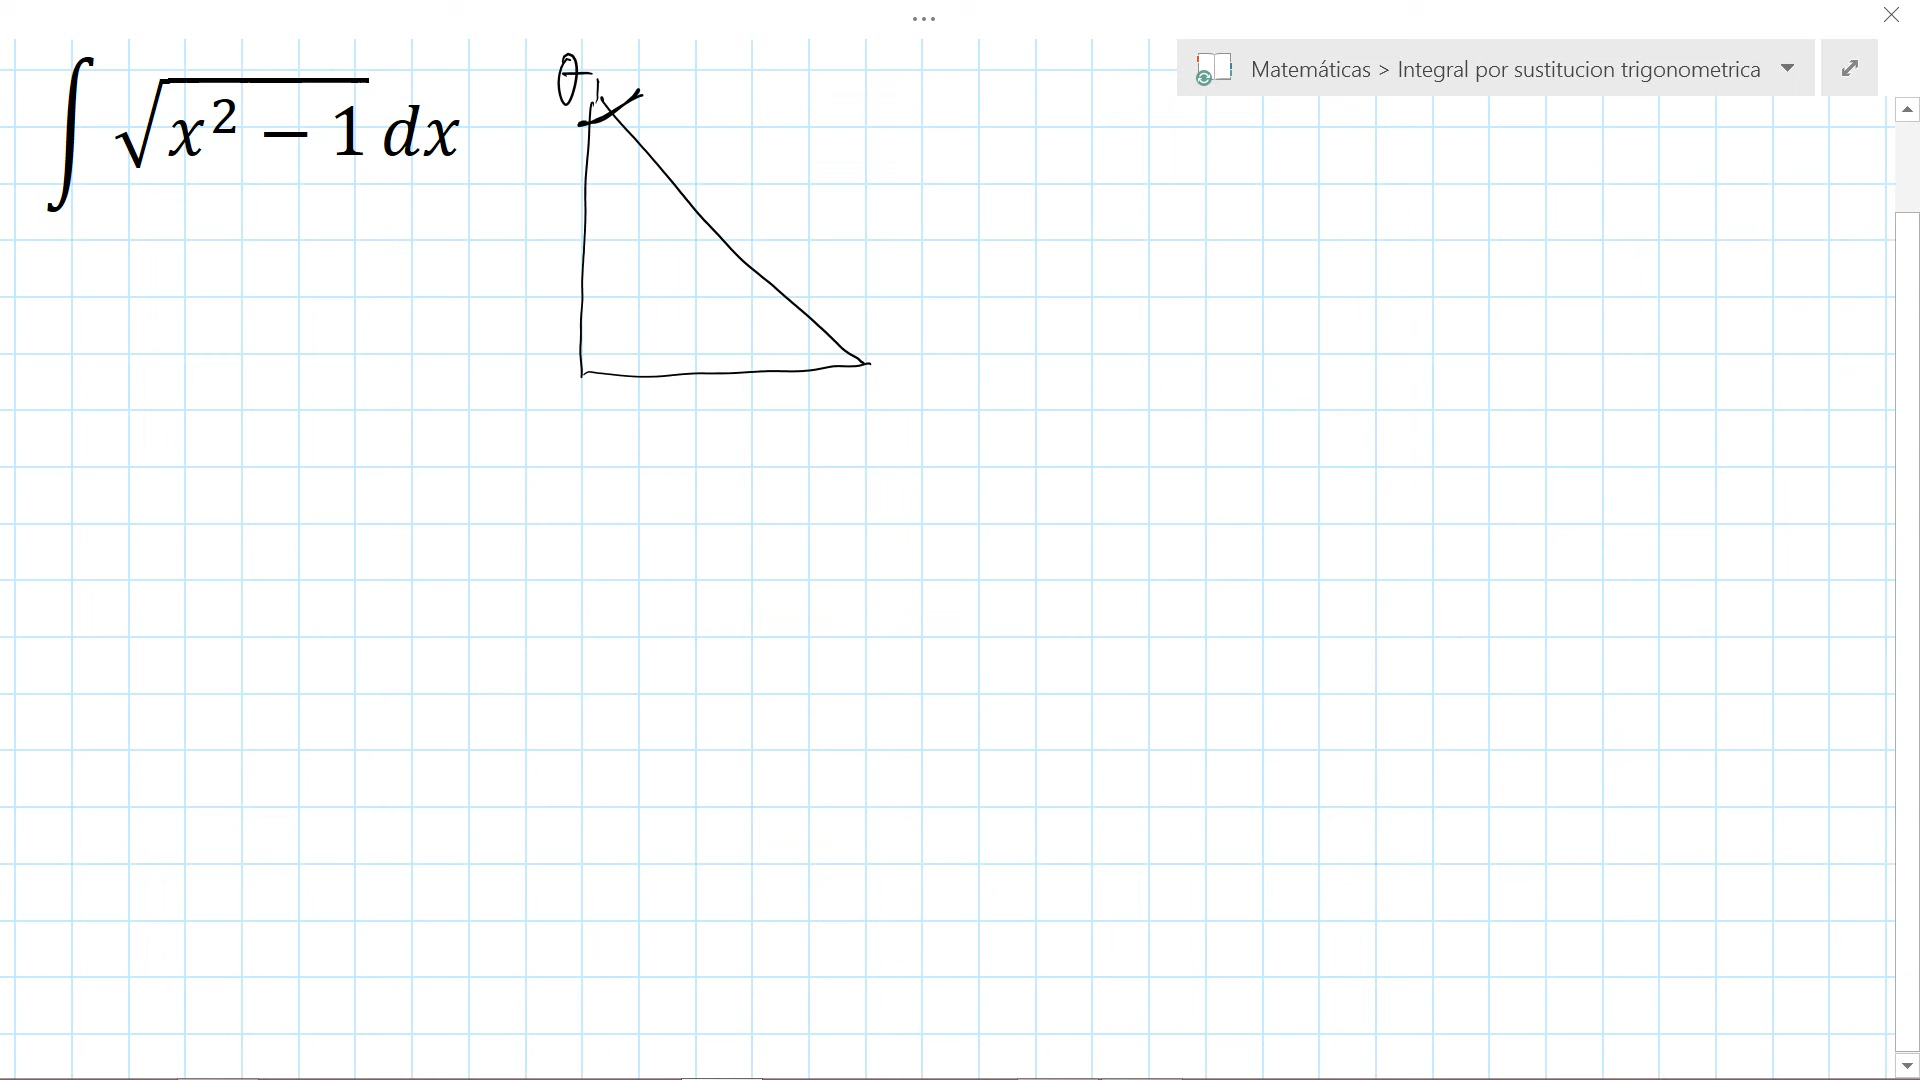 ∫ √(x² − 1) dx
θ
Matemáticas > Integral por sustitucion trigonometrica